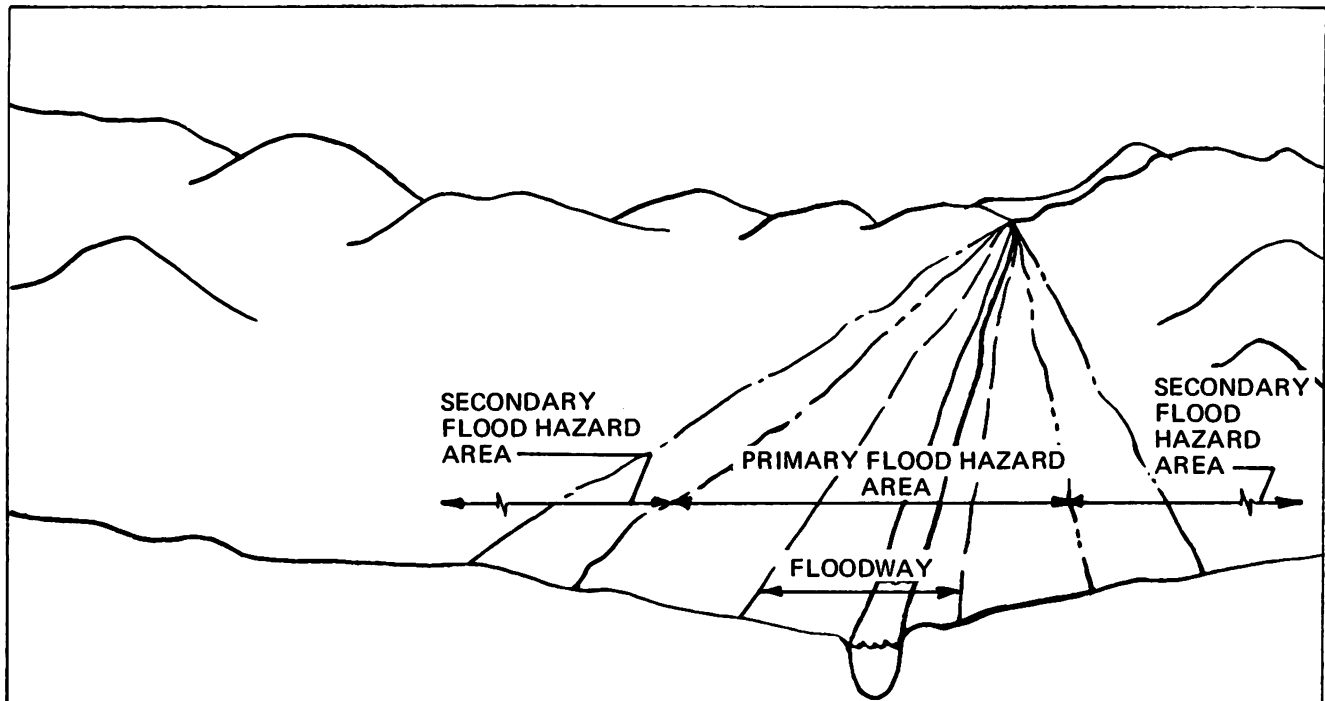 SECONDARY
FLOOD HAZARD
AREA
PRIMARY FLOOD HAZARD
AREA
SECONDARY
FLOOD
HAZARD
AREA
FLOODWAY